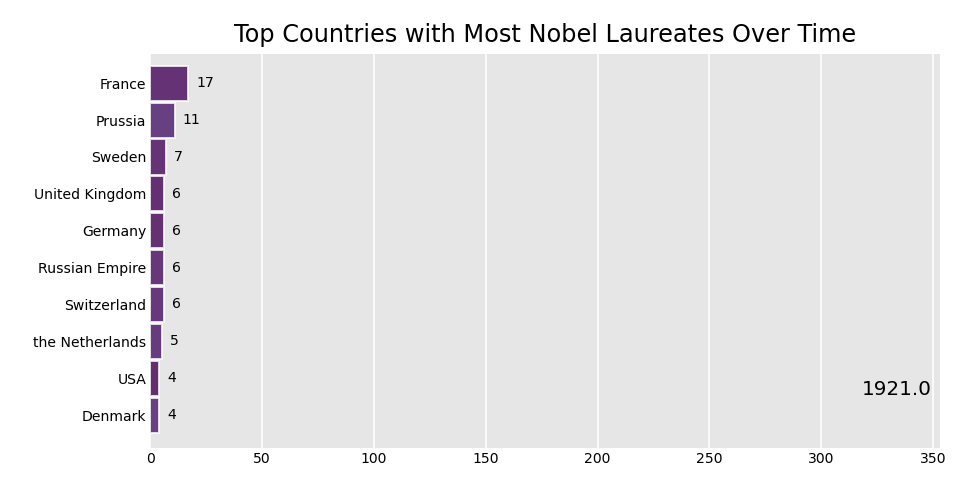 Top Countries with Most Nobel Laureates Over Time
France 17
Prussia 11
Sweden 7
United Kingdom 6
Germany 6
Russian Empire 6
Switzerland 6
the Netherlands 5
USA 4
1921.0
Denmark 4
0 50 100 150 200 250 300 350